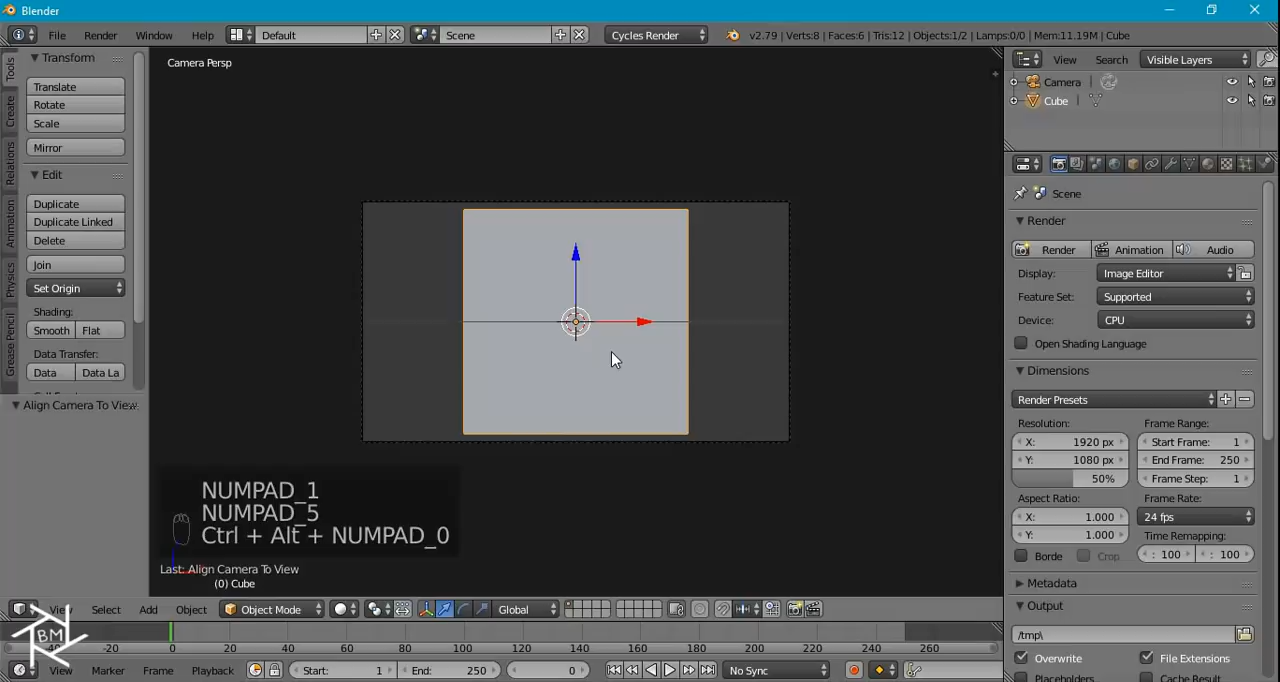 Blender
File Render Window Help Default Scene Cycles Render v2.79 | Verts:8 | Faces:6 | Tris:12 | Objects:1/2 | Lamps:0/0 | Mem:11.19M | Cube
Tools
Create
Relations
Animation
Physics
Grease Pencil
Transform
Translate
Rotate
Scale
Mirror
Edit
Duplicate
Duplicate Linked
Delete
Join
Set Origin
Shading:
Smooth Flat
Data Transfer:
Data Data La
Align Camera To View
Camera Persp
NUMPAD_1
NUMPAD_5
Ctrl + Alt + NUMPAD_0
Last: Align Camera To View
(0) Cube
View Search Visible Layers
Camera
Cube
Scene
Render
Render Animation Audio
Display: Image Editor
Feature Set: Supported
Device: CPU
Open Shading Language
Dimensions
Render Presets
Resolution: Frame Range:
X: 1920 px Start Frame: 1
Y: 1080 px End Frame: 250
50% Frame Step: 1
Aspect Ratio: Frame Rate:
X: 1.000 24 fps
Y: 1.000 Time Remapping:
Borde Crop : 100 : 100
Metadata
Output
/tmp\
Overwrite File Extensions
Placeholders Cache Result
Select Add Object Object Mode Global
BM
-20 0 20 40 60 80 100 120 140 160 180 200 220 240 260
View Marker Frame Playback Start: 1 End: 250 0 No Sync